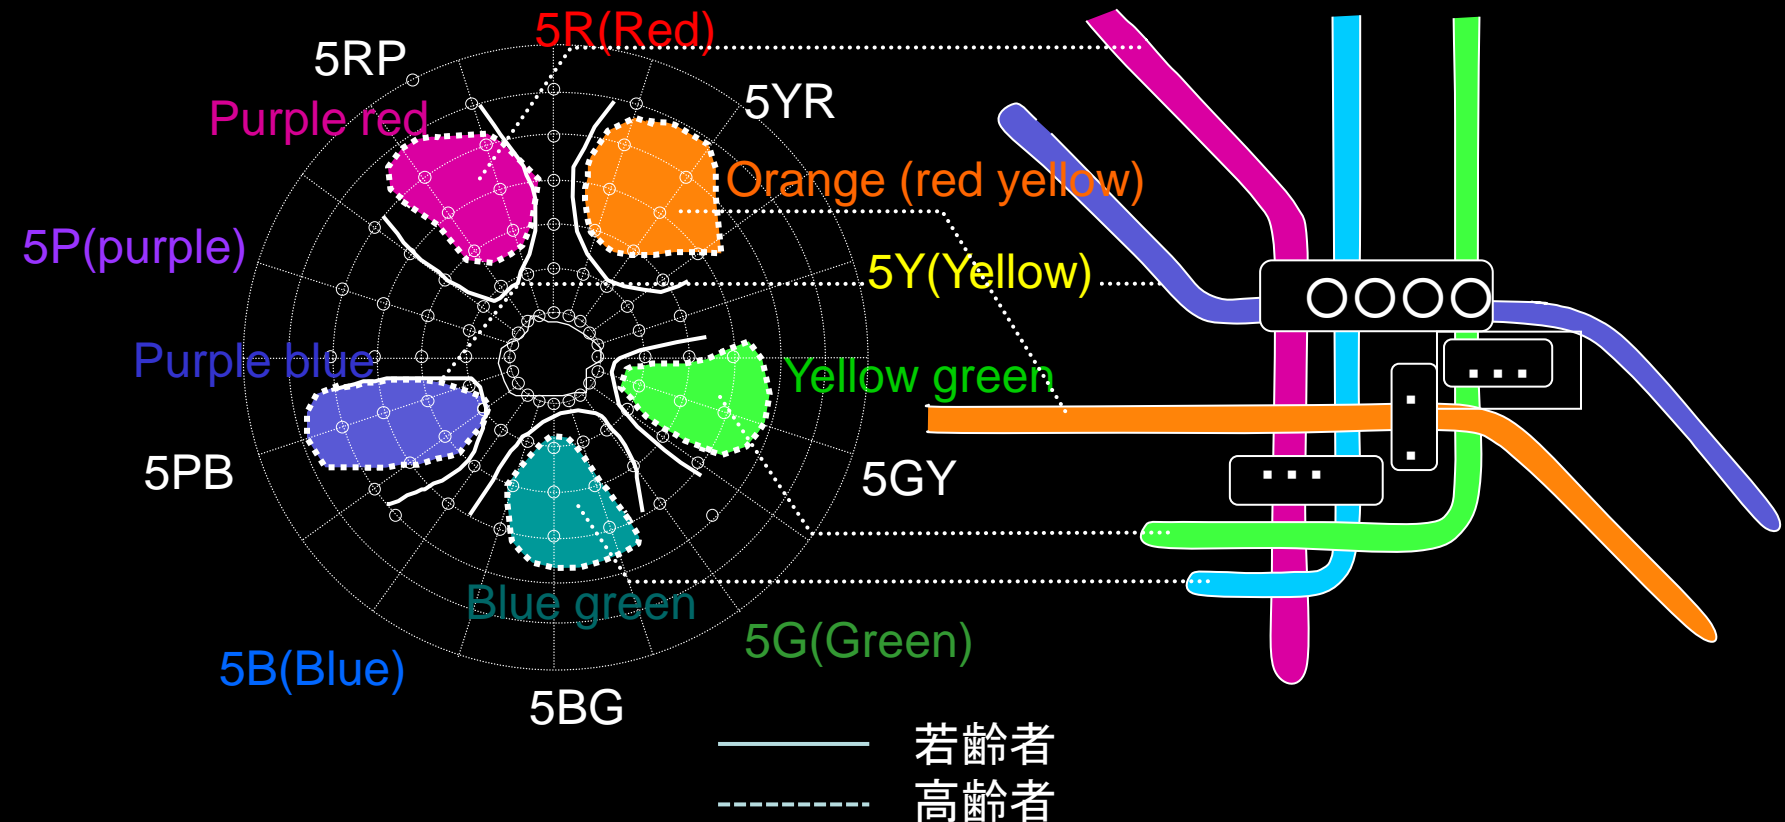 5R(Red)
5RP
5YR
Purple red
Orange (red yellow)
5P(purple)
5Y(Yellow)
Purple blue
Yellow green
5PB
5GY
Blue green
5G(Green)
5B(Blue)
5BG
若齢者
高齢者